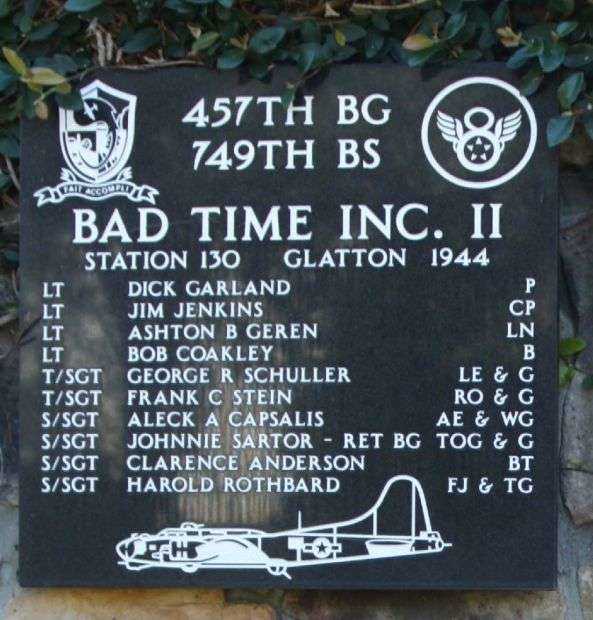 457TH BG
749TH BS
FAIT ACCOMPLI
BAD TIME INC. II
STATION 130 GLATTON 1944
LT DICK GARLAND P
LT JIM JENKINS CP
LT ASHTON B GEREN LN
LT BOB COAKLEY B
T/SGT GEORGE R SCHULLER LE & G
T/SGT FRANK C STEIN RO & G
S/SGT ALECK A CAPSALIS AE & WG
S/SGT JOHNNIE SARTOR - RET BG TOG & G
S/SGT CLARENCE ANDERSON BT
S/SGT HAROLD ROTHBARD FJ & TG